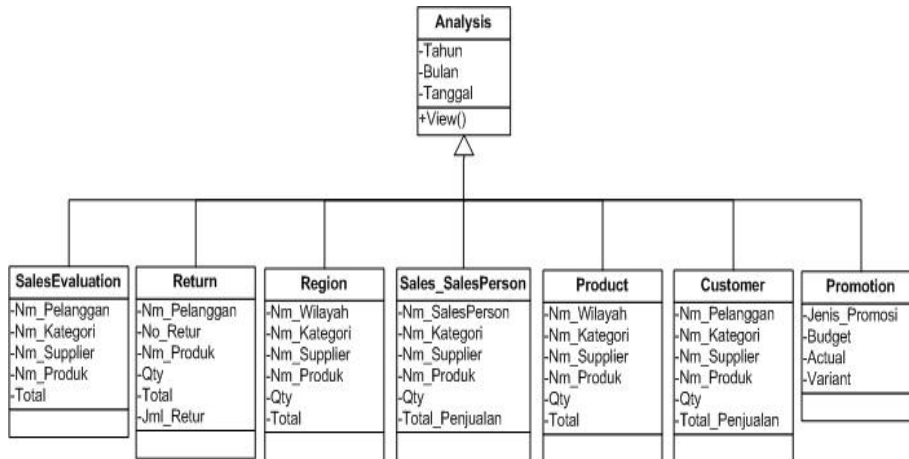 Analysis
-Tahun
-Bulan
-Tanggal
+View()
SalesEvaluation
-Nm_Pelanggan
-Nm_Kategori
-Nm_Supplier
-Nm_Produk
-Total
Return
-Nm_Pelanggan
-No_Retur
-Nm_Produk
-Qty
-Total
-Jml_Retur
Region
-Nm_Wilayah
-Nm_Kategori
-Nm_Supplier
-Nm_Produk
-Qty
-Total
Sales_SalesPerson
-Nm_SalesPerson
-Nm_Kategori
-Nm_Supplier
-Nm_Produk
-Qty
-Total_Penjualan
Product
-Nm_Wilayah
-Nm_Kategori
-Nm_Supplier
-Nm_Produk
-Qty
-Total
Customer
-Nm_Pelanggan
-Nm_Kategori
-Nm_Supplier
-Nm_Produk
-Qty
-Total_Penjualan
Promotion
-Jenis_Promosi
-Budget
-Actual
-Variant